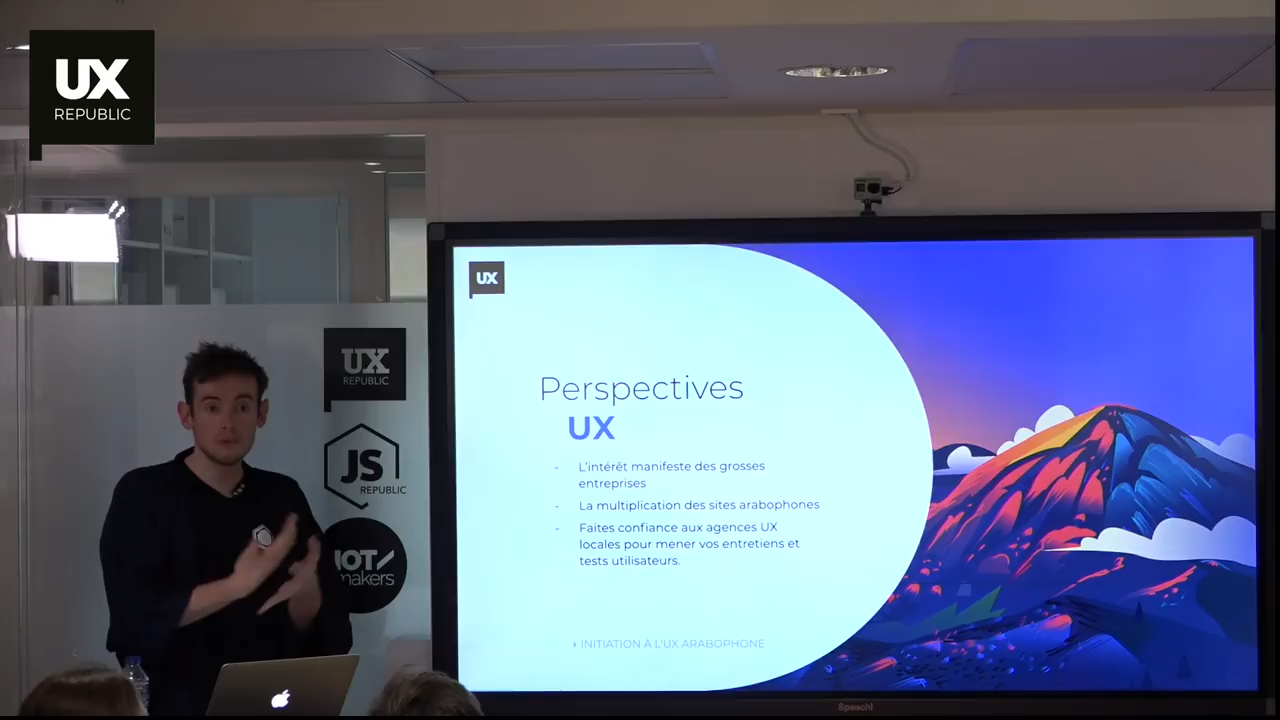 UX
REPUBLIC
UX
REPUBLIC
JS
REPUBLIC
IOT/
makers
UX
Perspectives
UX
- L'intérêt manifeste des grosses
entreprises
- La multiplication des sites arabophones
- Faites confiance aux agences UX
locales pour mener vos entretiens et
tests utilisateurs.
INITIATION À L'UX ARABOPHONE
Speechi